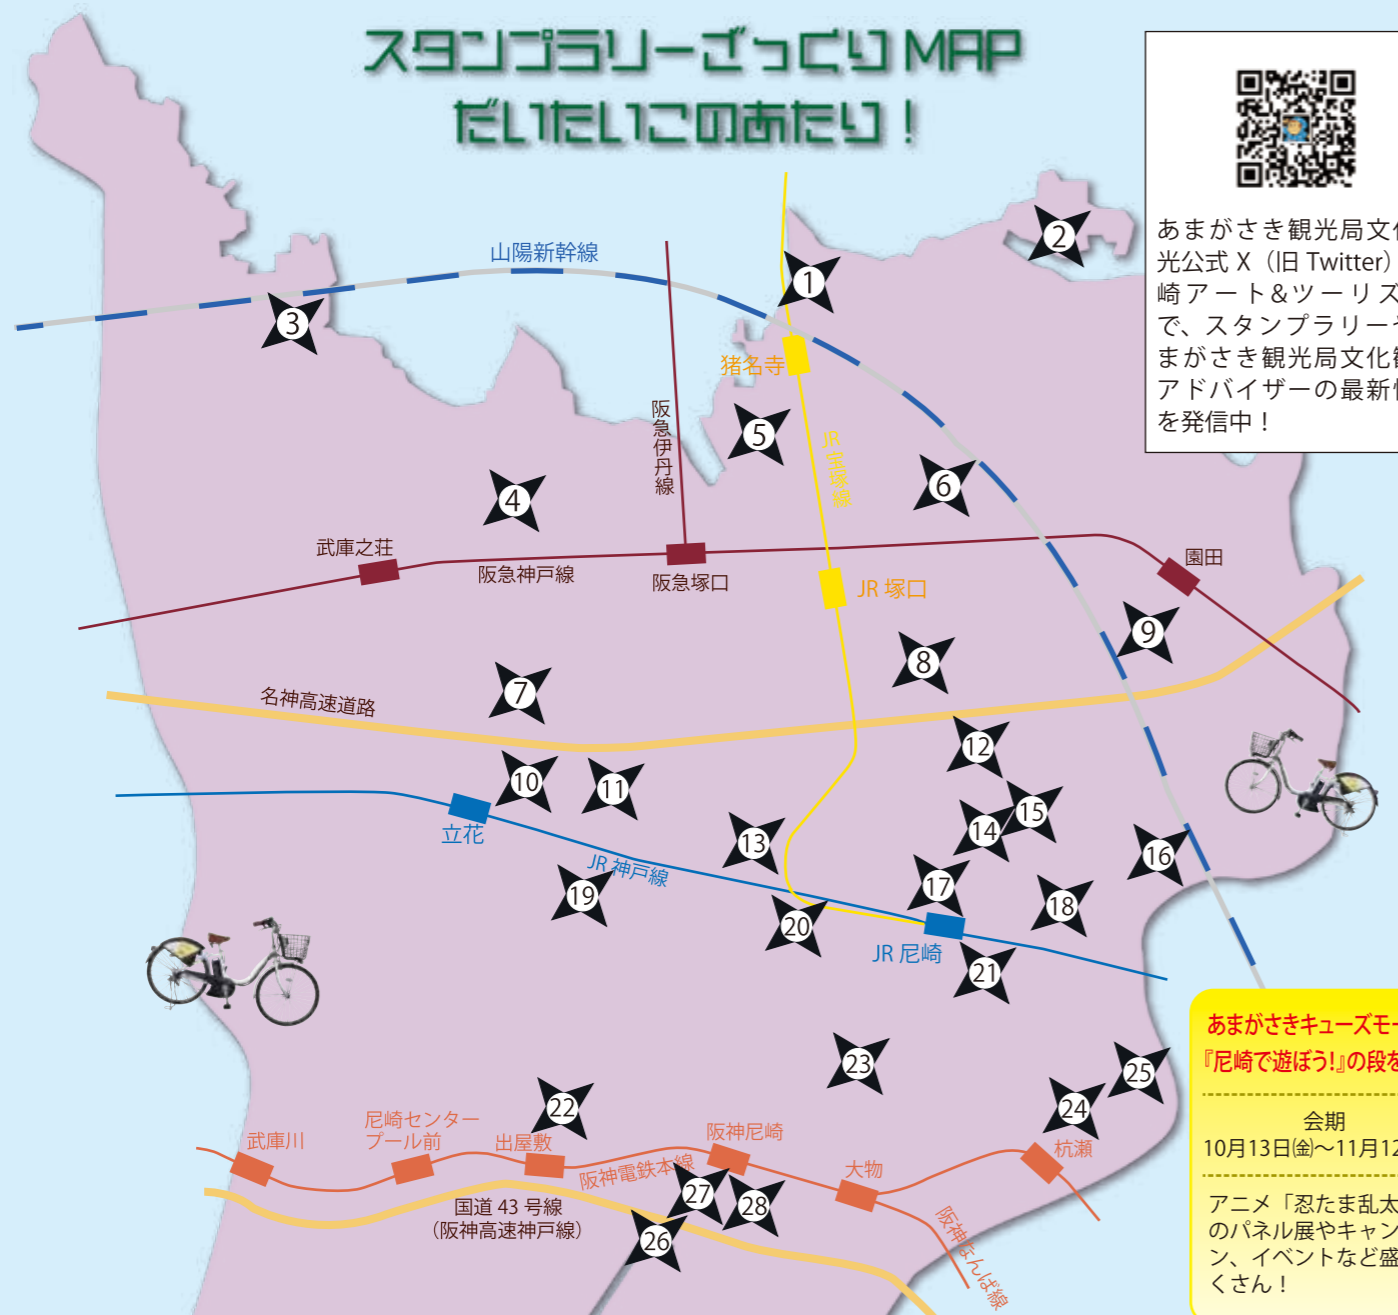 スタンプラリーざっくり MAP
だいたいこのあたり！
あまがさき観光局文化
光公式 X（旧 Twitter）
崎アート&ツーリズ
で、スタンプラリーや
まがさき観光局文化観
アドバイザーの最新情
を発信中！
山陽新幹線
1
2
3
猪名寺
阪急伊丹線
JR 宝塚線
5
6
4
武庫之荘
阪急神戸線
阪急塚口
園田
JR 塚口
9
8
7
名神高速道路
12
10
11
15
14
13
立花
16
JR 神戸線
17
19
18
20
JR 尼崎
21
23
25
22
24
あまがさきキューズモー
『尼崎で遊ぼう!』の段を
会期
10月13日㈮～11月12
アニメ「忍たま乱太
のパネル展やキャン
ン、イベントなど盛
くさん！
武庫川
尼崎センター
プール前
出屋敷
阪神尼崎
杭瀬
阪神電鉄本線
大物
27
28
国道 43 号線
（阪神高速神戸線）
26
阪神なんば線